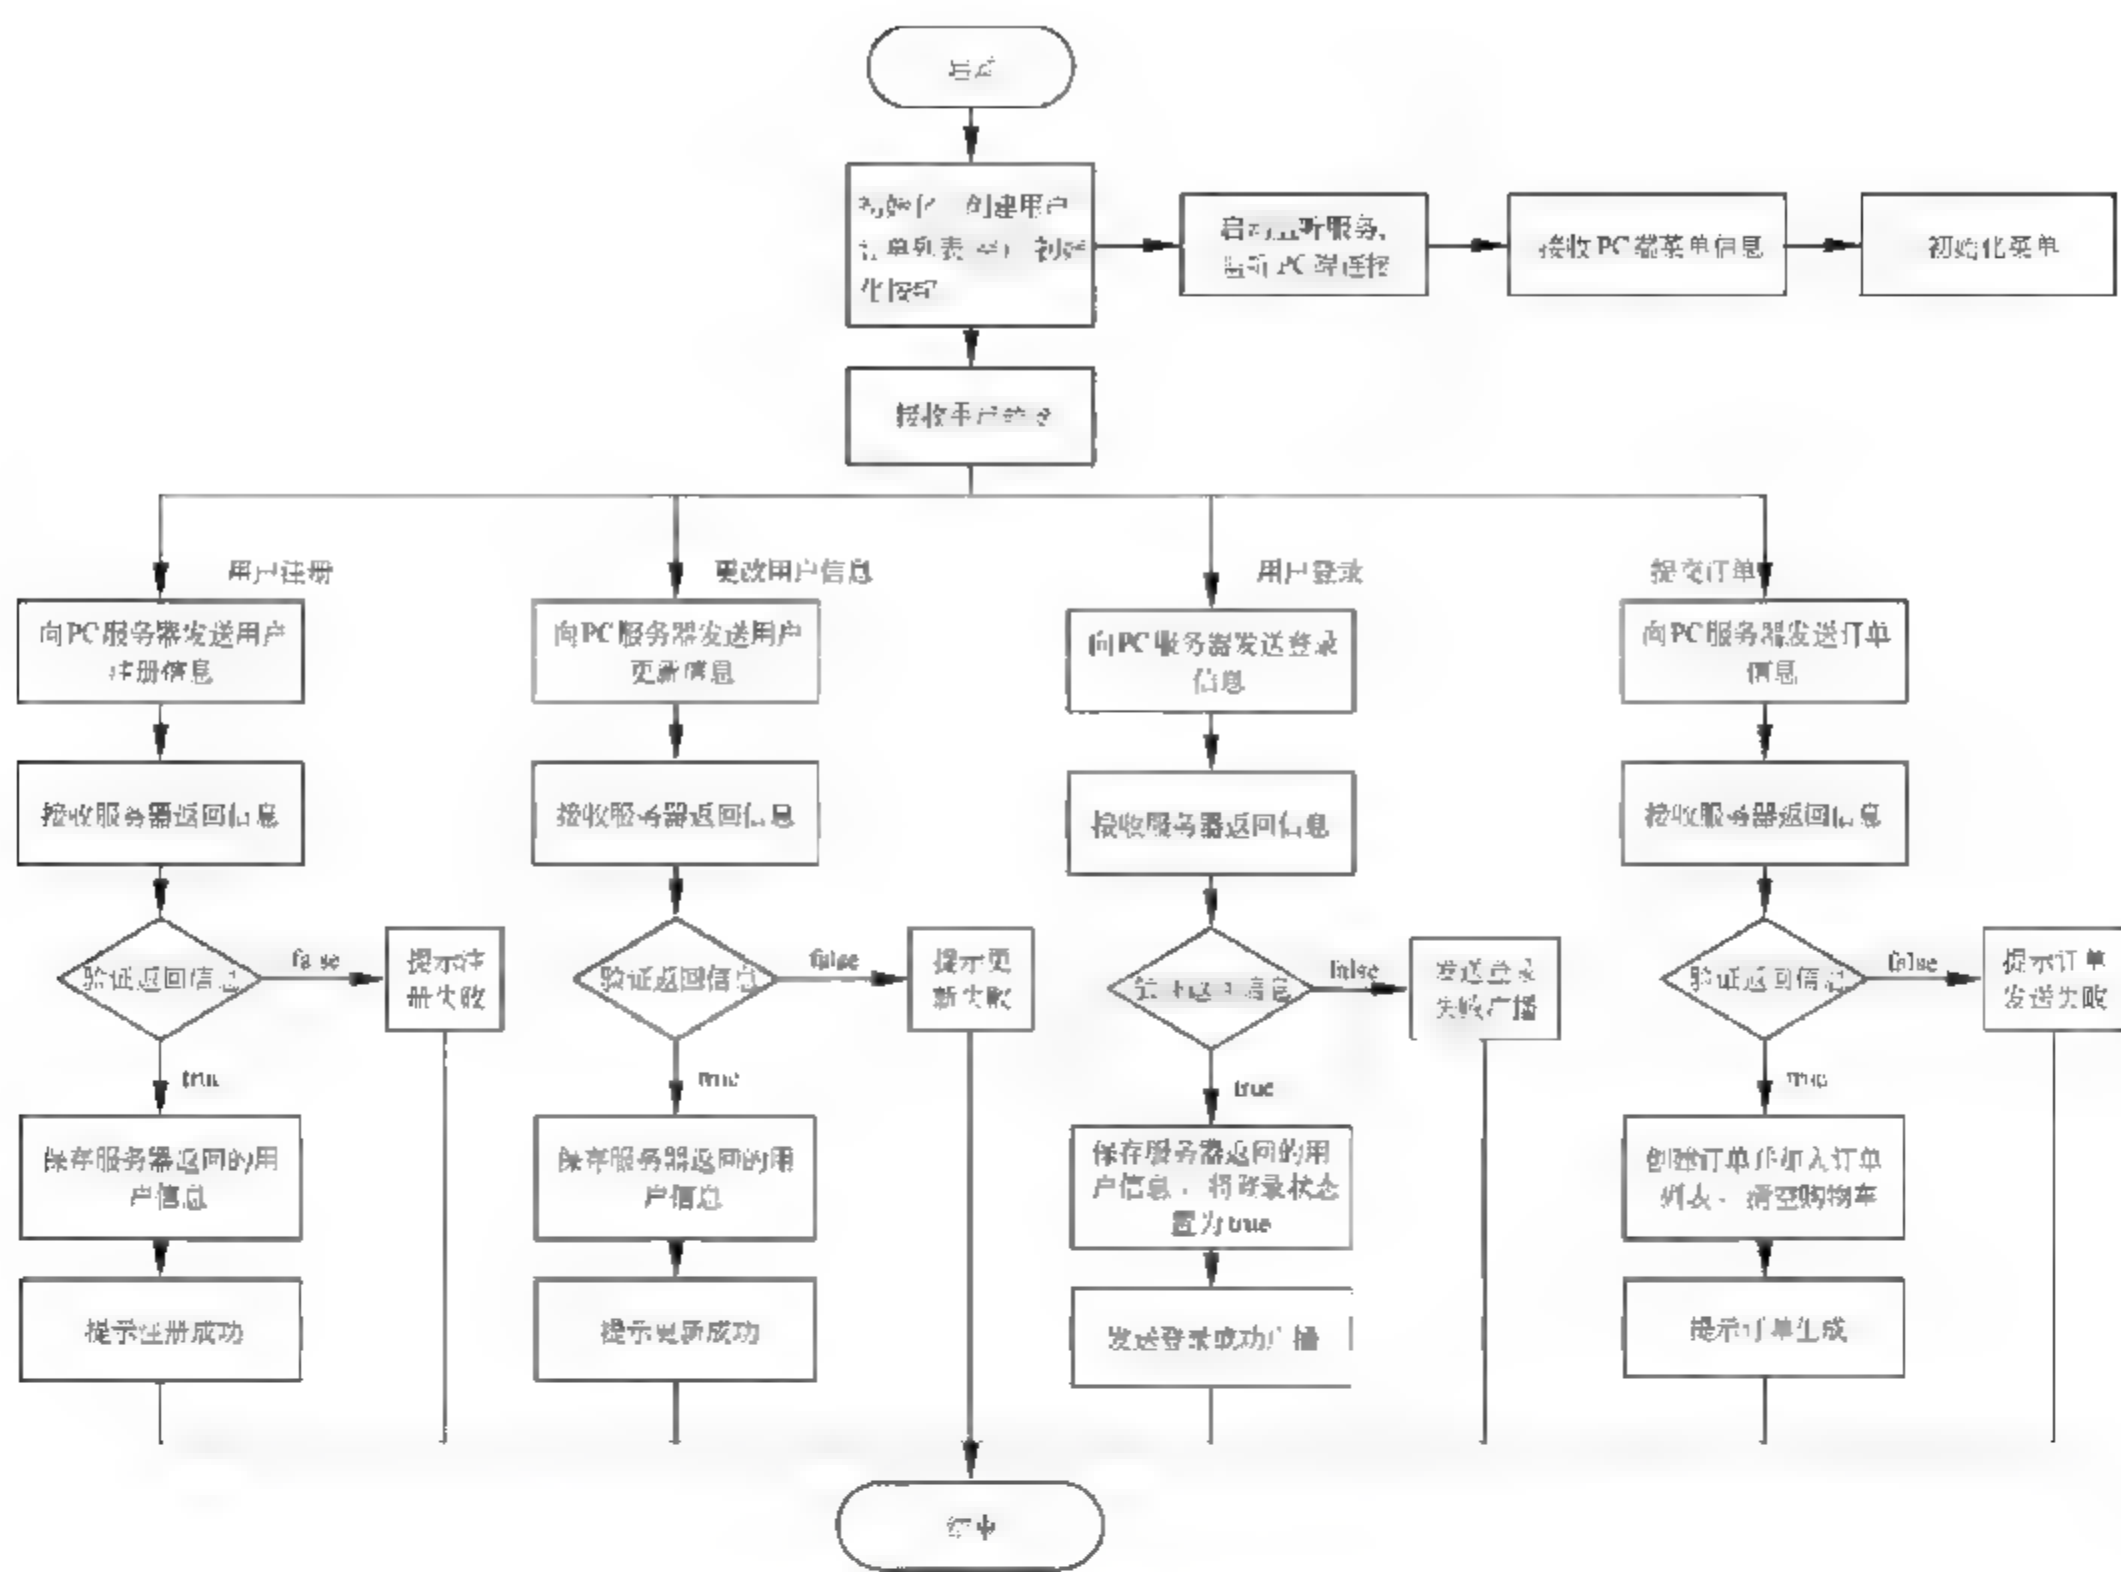 启动
初始化 创建用户
订单列表 初始
化按钮
启动监听服务,
监听PC端连接
接收PC端菜单信息
初始化菜单
接收用户
用户注册
更改用户信息
用户登录
提交订单
向PC服务器发送用户
注册信息
向PC服务器发送用户
更新信息
向PC服务器发送登录
信息
向PC服务器发送订单
信息
接收服务器返回信息
接收服务器返回信息
接收服务器返回信息
接收服务器返回信息
验证返回信息
false
提示注
册失败
验证返回信息
false
提示更
新失败
验证返回信息
false
发送登录
失败广播
验证返回信息
false
提示订单
发送失败
true
true
true
true
保存服务器返回的用
户信息
保存服务器返回的用
户信息
保存服务器返回的用
户信息,将登录状态
置为true
创建订单并加入订单
列表,清空购物车
提示注册成功
提示更新成功
发送登录成功广播
提示订单生成
结束